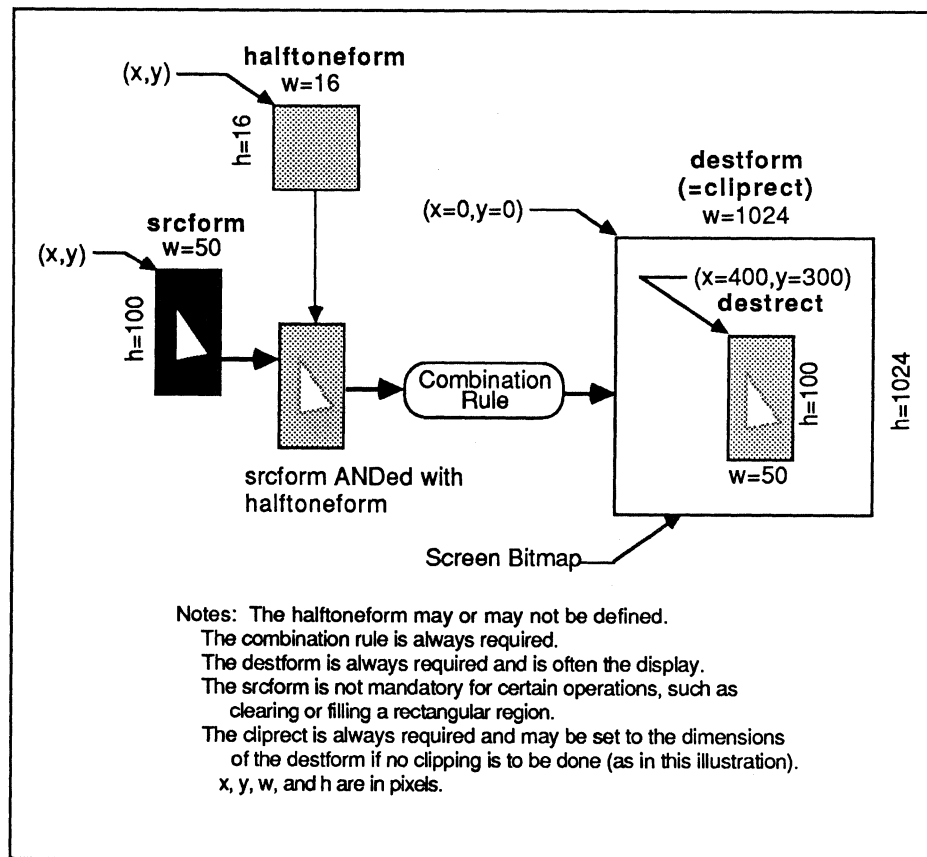 halftoneform
(x,y)
w=16
h=16
destform
(=cliprect)
w=1024
(x=0,y=0)
srcform
w=50
(x,y)
h=100
(x=400,y=300)
destrect
h=100
w=50
h=1024
Combination
Rule
srcform ANDed with
halftoneform
Screen Bitmap
Notes: The halftoneform may or may not be defined.
The combination rule is always required.
The destform is always required and is often the display.
The srcform is not mandatory for certain operations, such as
clearing or filling a rectangular region.
The cliprect is always required and may be set to the dimensions
of the destform if no clipping is to be done (as in this illustration).
x, y, w, and h are in pixels.